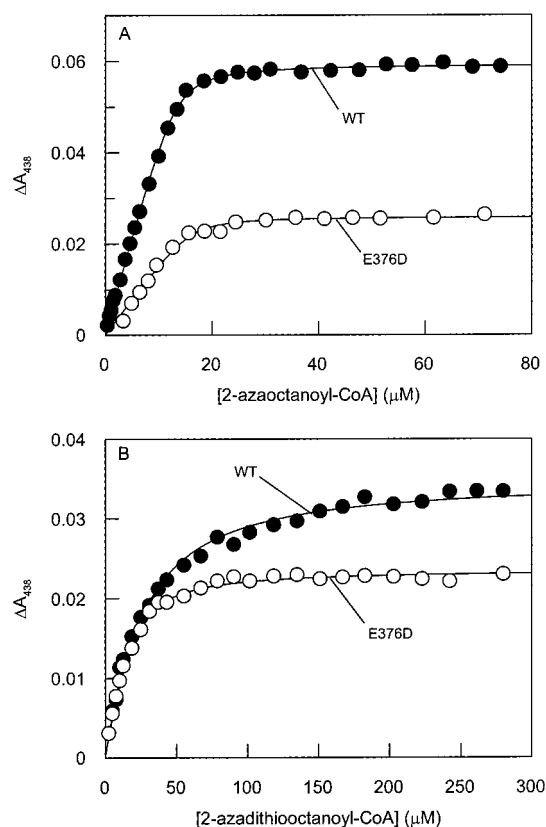 A
0.06
WT
0.04
ΔA438
0.02
E376D
0
0 20 40 60 80
[2-azaoctanoyl-CoA] (μM)
0.04
B
WT
0.03
ΔA438
0.02
E376D
0.01
0
0 50 100 150 200 250 300
[2-azadithiooctanoyl-CoA] (μM)